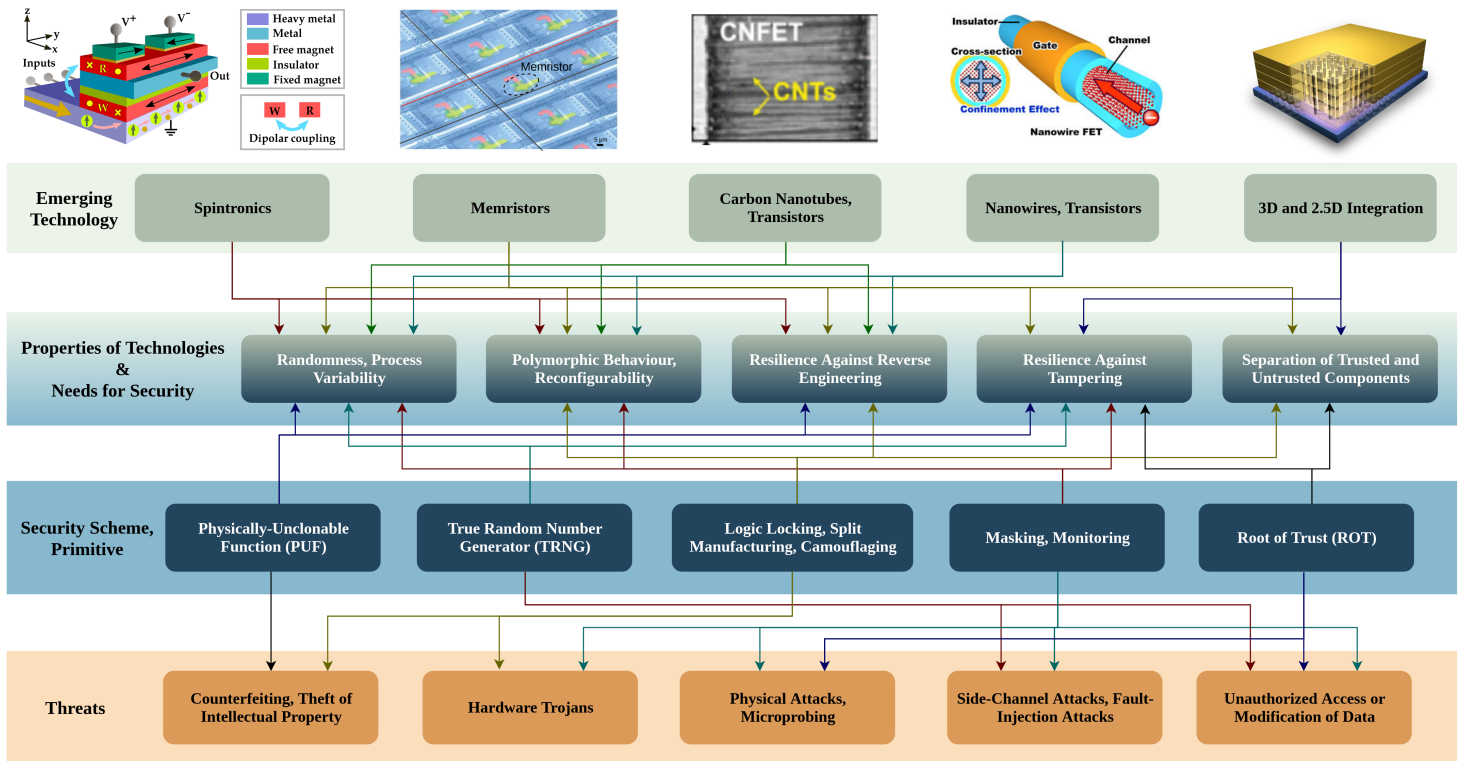 z
y
x
V+
V-
Inputs
R
W
Out
Heavy metal
Metal
Free magnet
Insulator
Fixed magnet
W R
Dipolar coupling
Memristor
5 µm
CNFET
CNTs
Insulator
Gate
Cross-section
Channel
Confinement Effect
Nanowire FET
Emerging
Technology
Spintronics
Memristors
Carbon Nanotubes,
Transistors
Nanowires, Transistors
3D and 2.5D Integration
Properties of Technologies
&
Needs for Security
Randomness, Process
Variability
Polymorphic Behaviour,
Reconfigurability
Resilience Against Reverse
Engineering
Resilience Against
Tampering
Separation of Trusted and
Untrusted Components
Security Scheme,
Primitive
Physically-Unclonable
Function (PUF)
True Random Number
Generator (TRNG)
Logic Locking, Split
Manufacturing, Camouflaging
Masking, Monitoring
Root of Trust (ROT)
Threats
Counterfeiting, Theft of
Intellectual Property
Hardware Trojans
Physical Attacks,
Microprobing
Side-Channel Attacks, Fault-
Injection Attacks
Unauthorized Access or
Modification of Data